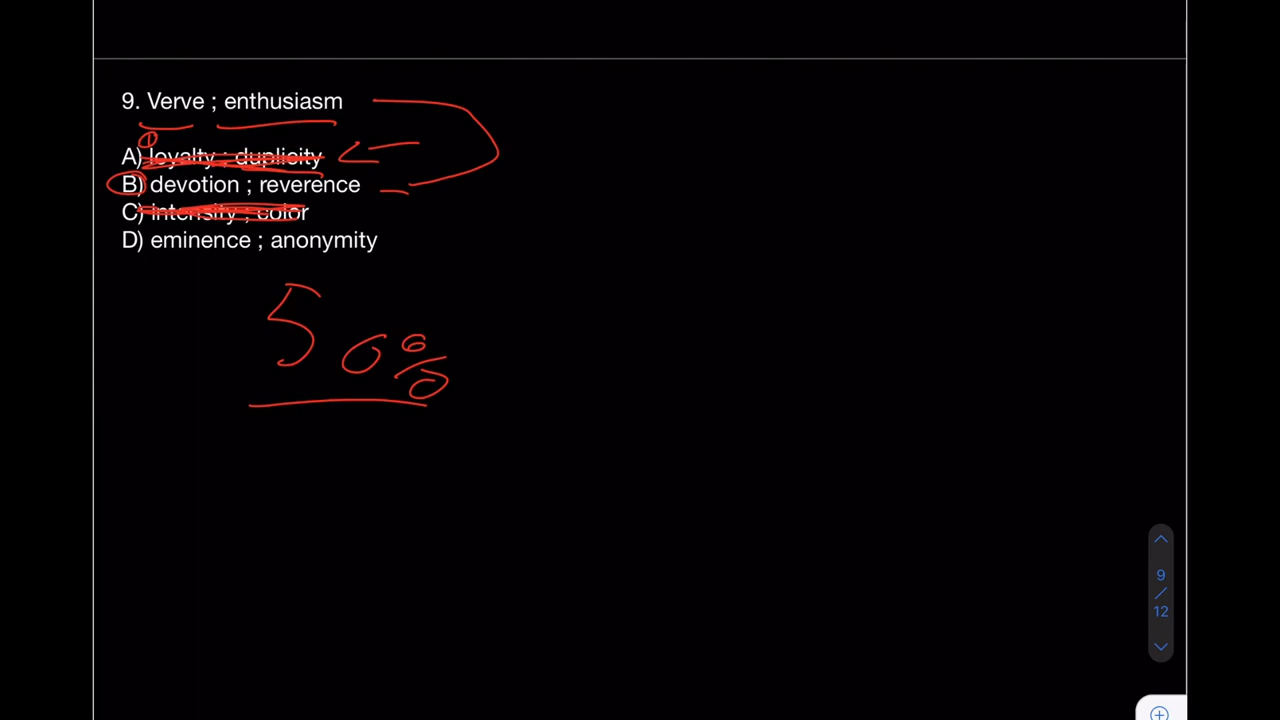 9. Verve ; enthusiasm
A) loyalty ; duplicity
B) devotion ; reverence
C) intensity ; color
D) eminence ; anonymity
50%
9
/
12